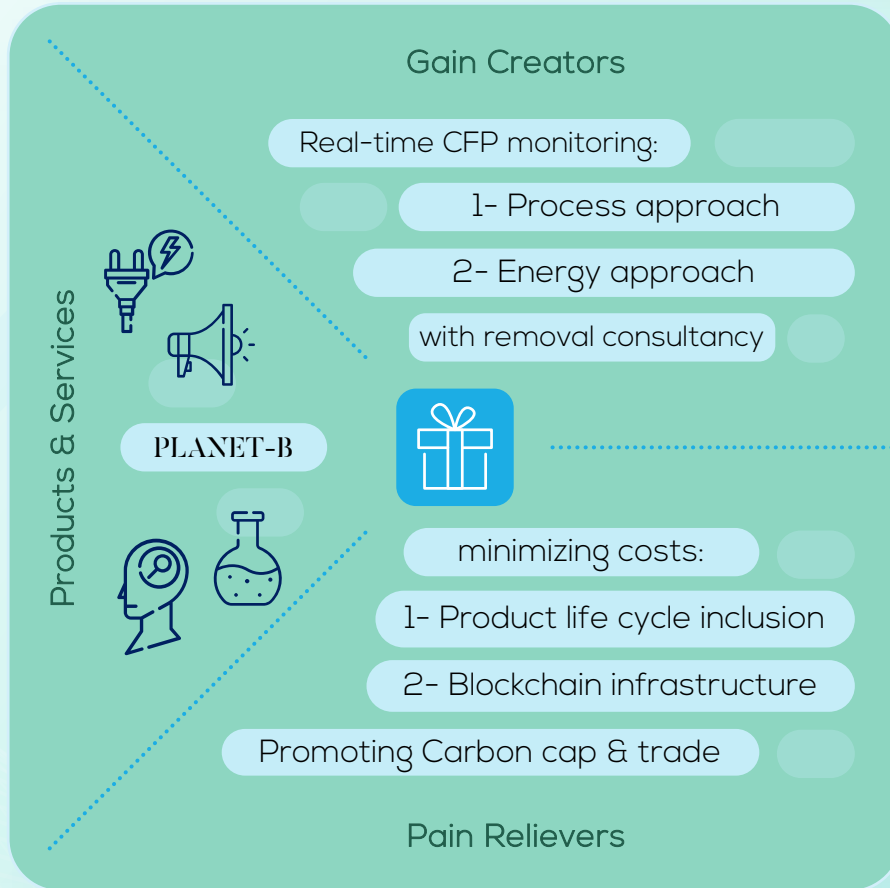 Gain Creators
Real-time CFP monitoring:
1- Process approach
2- Energy approach
with removal consultancy
Products & Services
PLANET-B
minimizing costs:
1- Product life cycle inclusion
2- Blockchain infrastructure
Promoting Carbon cap & trade
Pain Relievers